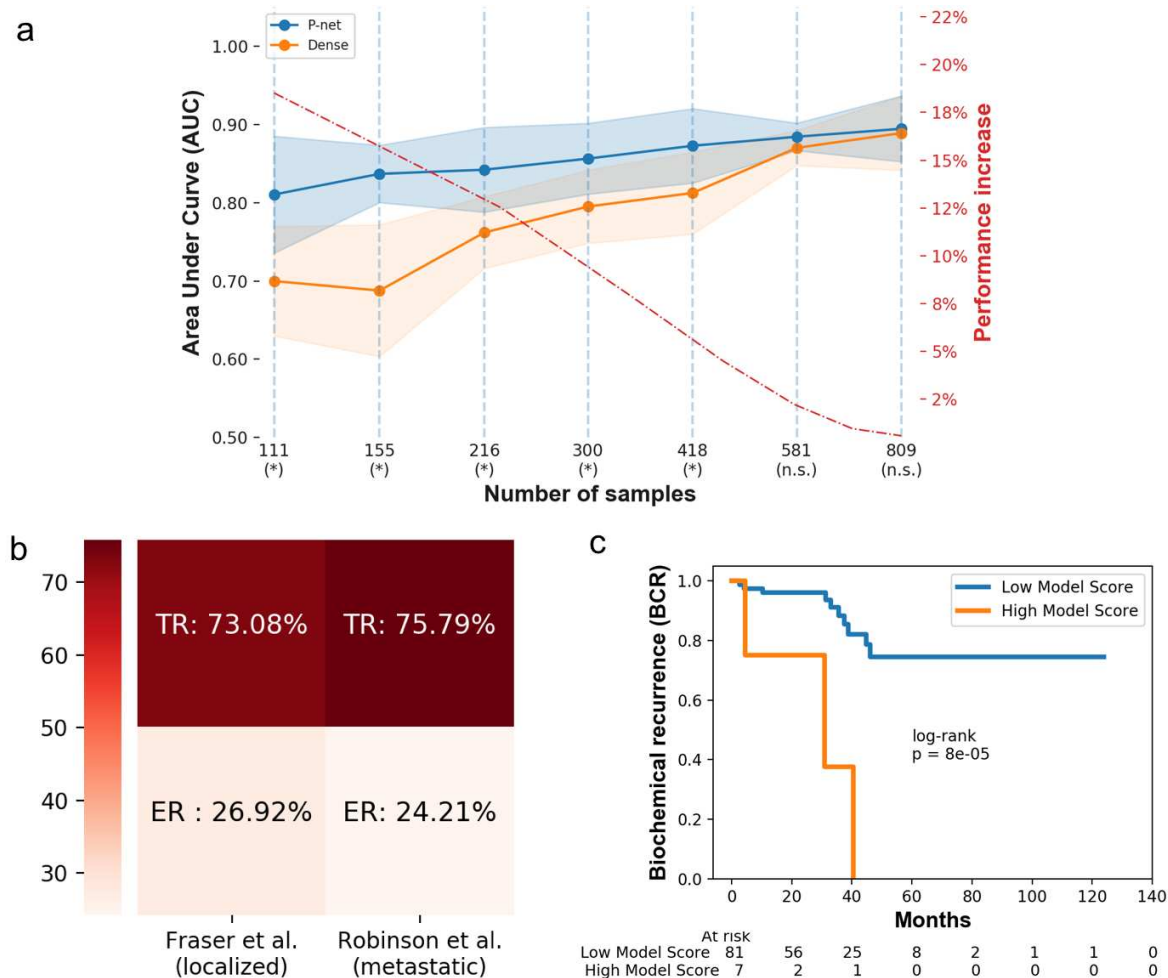 a
P-net
Dense
1.00
0.90
0.80
0.70
0.60
0.50
Area Under Curve (AUC)
22%
20%
18%
15%
12%
10%
8%
5%
2%
Performance increase
111 155 216 300 418 581 809
(*) (*) (*) (*) (*) (n.s.) (n.s.)
Number of samples
b
70
60
50
40
30
TR: 73.08% TR: 75.79%
ER : 26.92% ER: 24.21%
Fraser et al. Robinson et al.
(localized) (metastatic)
c
Low Model Score
High Model Score
1.0
0.8
0.6
0.4
0.2
0.0
Biochemical recurrence (BCR)
log-rank
p = 8e-05
0 20 40 60 80 100 120 140
Months
At risk
Low Model Score 81 56 25 8 2 1 1 0
High Model Score 7 2 1 0 0 0 0 0